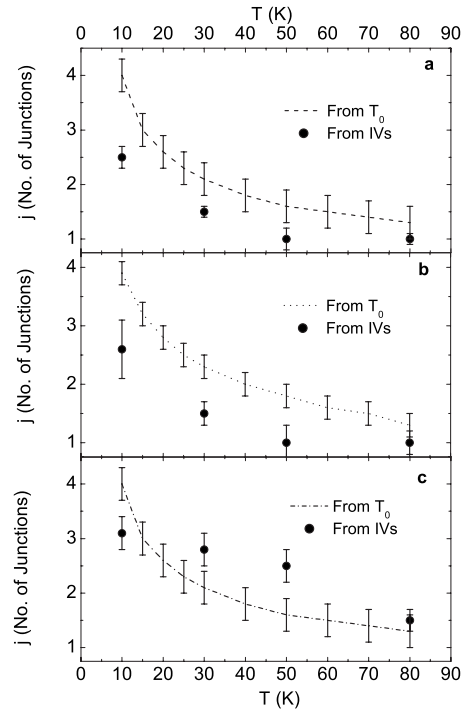 T (K)
0 10 20 30 40 50 60 70 80 90
a
4
3
2
1
j (No. of Junctions)
From T0
From IVs
b
4
3
2
1
j (No. of Junctions)
From T0
From IVs
c
4
3
2
1
j (No. of Junctions)
From T0
From IVs
0 10 20 30 40 50 60 70 80 90
T (K)